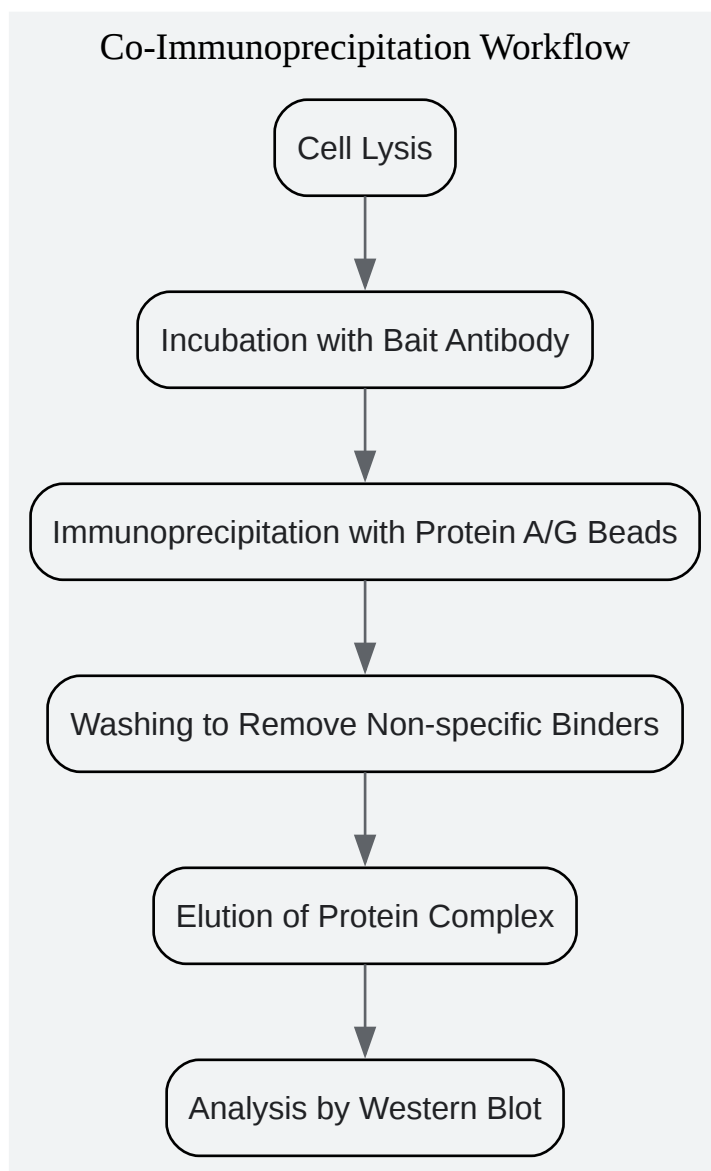 Co-Immunoprecipitation Workflow
Cell Lysis
Incubation with Bait Antibody
Immunoprecipitation with Protein A/G Beads
Washing to Remove Non-specific Binders
Elution of Protein Complex
Analysis by Western Blot